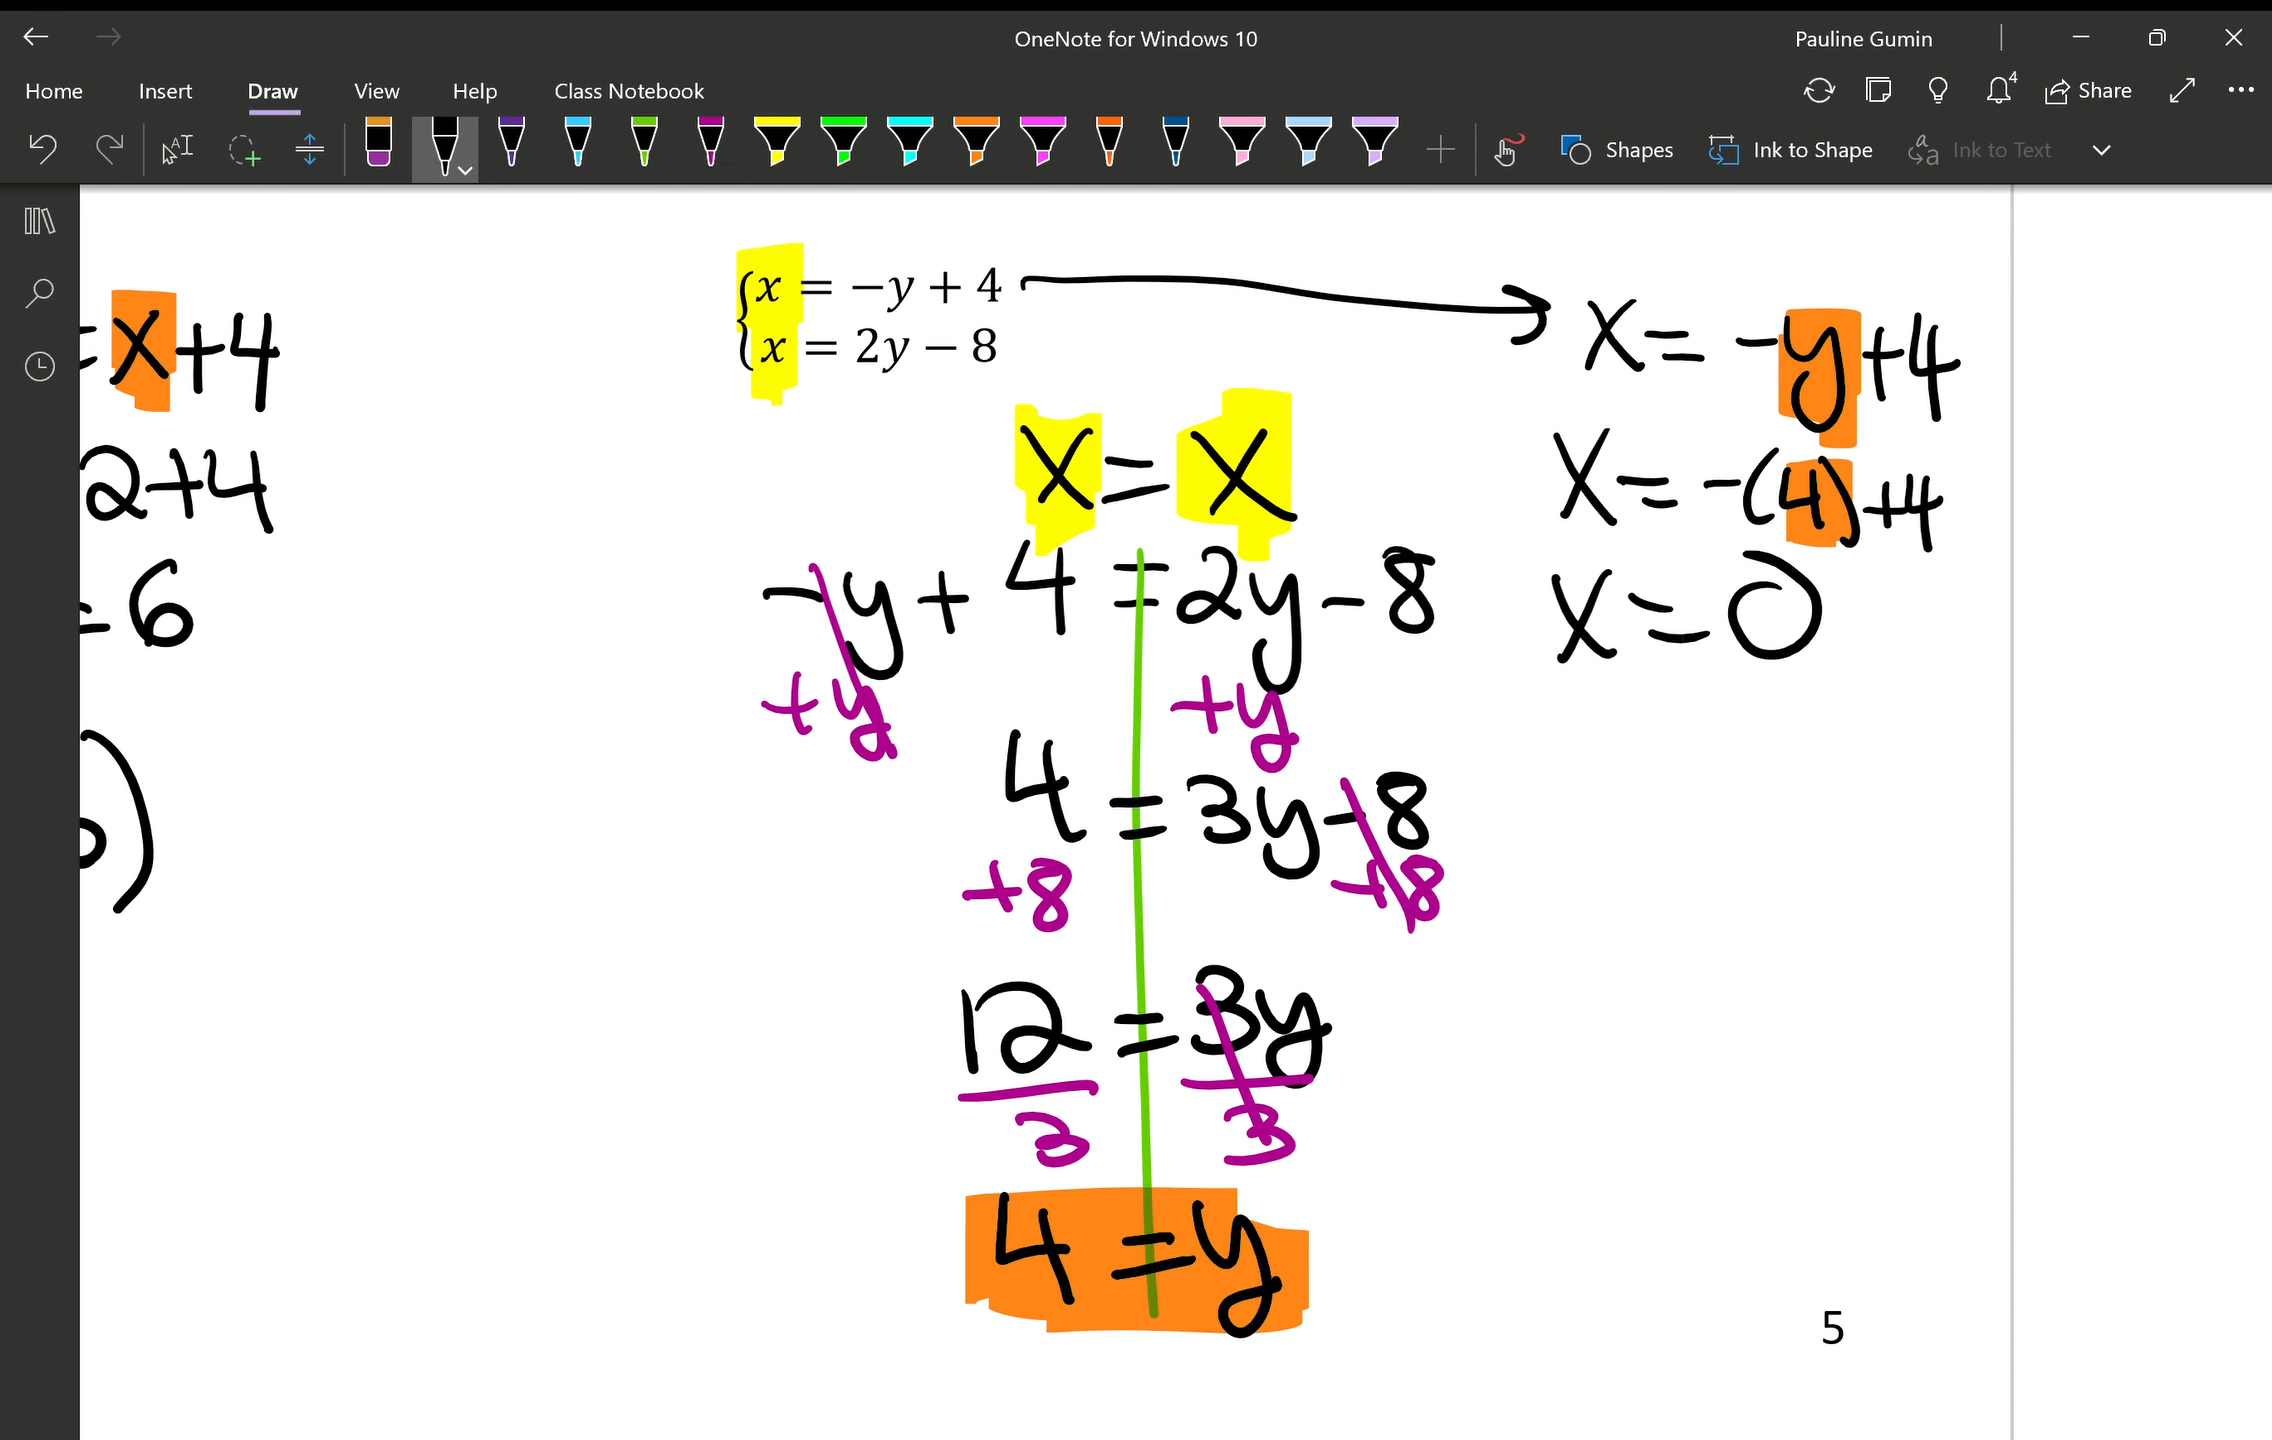 OneNote for Windows 10
Pauline Gumin
Home Insert Draw View Help Class Notebook
4
Share
Shapes Ink to Shape Ink to Text
= x + 4
2 + 4
= 6
)
{x = −y + 4
x = 2y − 8
x = x
-y + 4 = 2y - 8
+y +y
4 = 3y - 8
+8 +8
12 = 3y
3 3
4 = y
x = -y + 4
x = -(4) + 4
x = 0
5